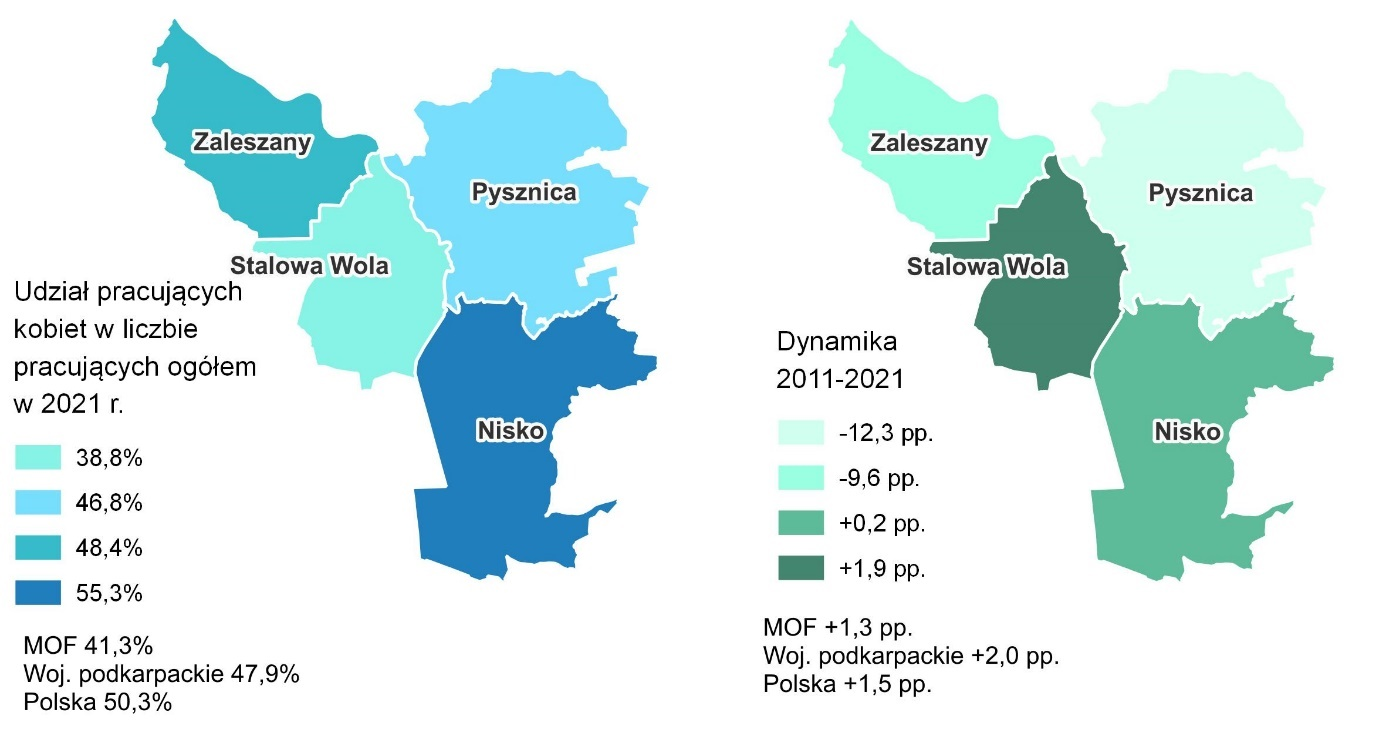 Zaleszany
Pysznica
Stalowa Wola
Nisko
Udział pracujących
kobiet w liczbie
pracujących ogółem
w 2021 r.
38,8%
46,8%
48,4%
55,3%
MOF 41,3%
Woj. podkarpackie 47,9%
Polska 50,3%
Zaleszany
Pysznica
Stalowa Wola
Nisko
Dynamika
2011-2021
-12,3 pp.
-9,6 pp.
+0,2 pp.
+1,9 pp.
MOF +1,3 pp.
Woj. podkarpackie +2,0 pp.
Polska +1,5 pp.